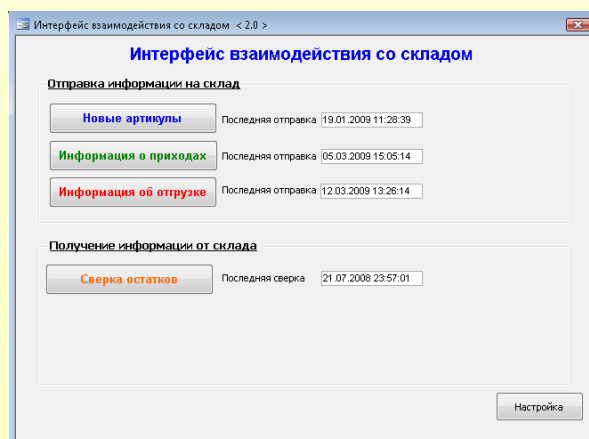 Интерфейс взаимодействия со складом < 2.0 >
Интерфейс взаимодействия со складом
Отправка информации на склад
Новые артикулы Последняя отправка 19.01.2009 11:28:39
Информация о приходах Последняя отправка 05.03.2009 15:05:14
Информация об отгрузке Последняя отправка 12.03.2009 13:26:14
Получение информации от склада
Сверка остатков Последняя сверка 21.07.2008 23:57:01
Настройка